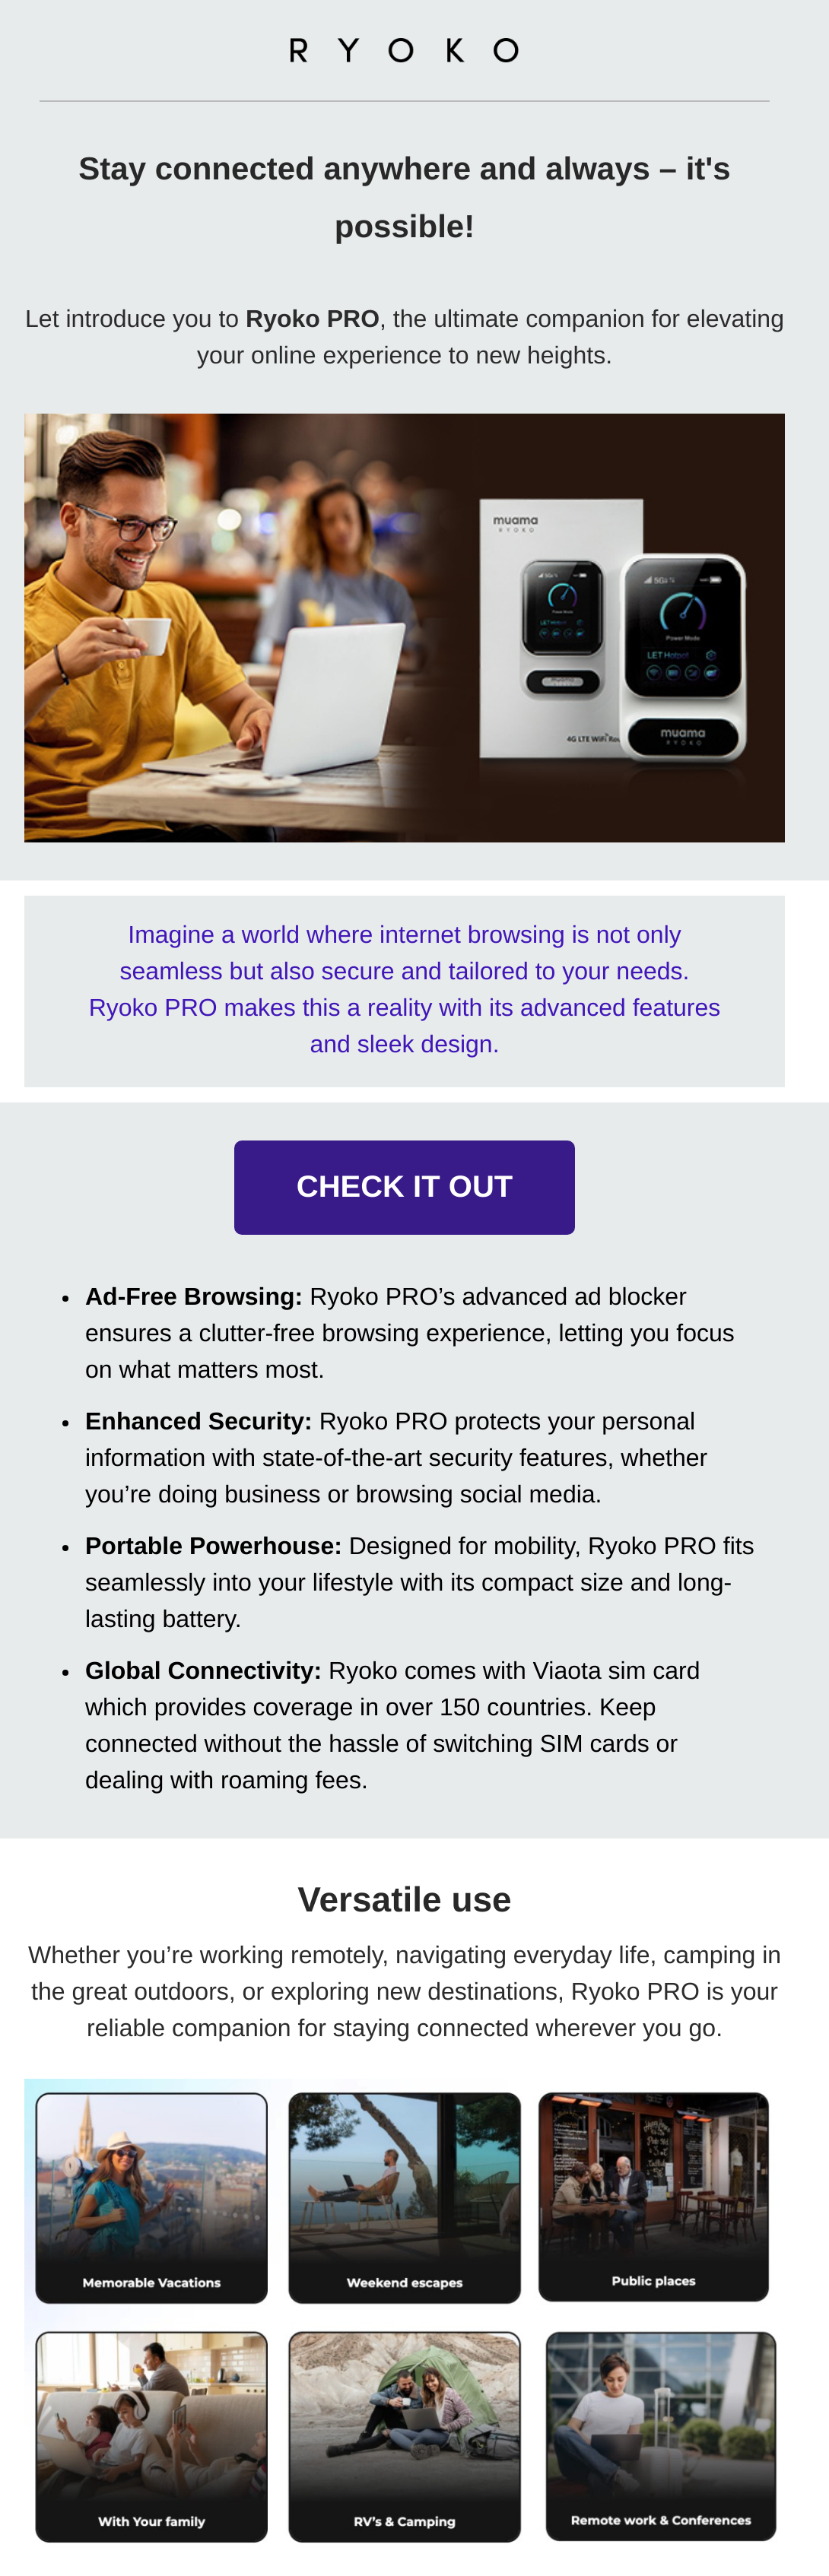 RYOKO
Stay connected anywhere and always – it's
possible!
Let introduce you to Ryoko PRO, the ultimate companion for elevating
your online experience to new heights.
muama
RYOKO
5G
Power Mode
LET Hotpot
muama
RYOKO
4G LTE WiFi
Imagine a world where internet browsing is not only
seamless but also secure and tailored to your needs.
Ryoko PRO makes this a reality with its advanced features
and sleek design.
CHECK IT OUT
• Ad-Free Browsing: Ryoko PRO’s advanced ad blocker
ensures a clutter-free browsing experience, letting you focus
on what matters most.
• Enhanced Security: Ryoko PRO protects your personal
information with state-of-the-art security features, whether
you’re doing business or browsing social media.
• Portable Powerhouse: Designed for mobility, Ryoko PRO fits
seamlessly into your lifestyle with its compact size and long-
lasting battery.
• Global Connectivity: Ryoko comes with Viaota sim card
which provides coverage in over 150 countries. Keep
connected without the hassle of switching SIM cards or
dealing with roaming fees.
Versatile use
Whether you’re working remotely, navigating everyday life, camping in
the great outdoors, or exploring new destinations, Ryoko PRO is your
reliable companion for staying connected wherever you go.
Memorable Vacations
Weekend escapes
Public places
With Your family
RV's & Camping
Remote work & Conferences